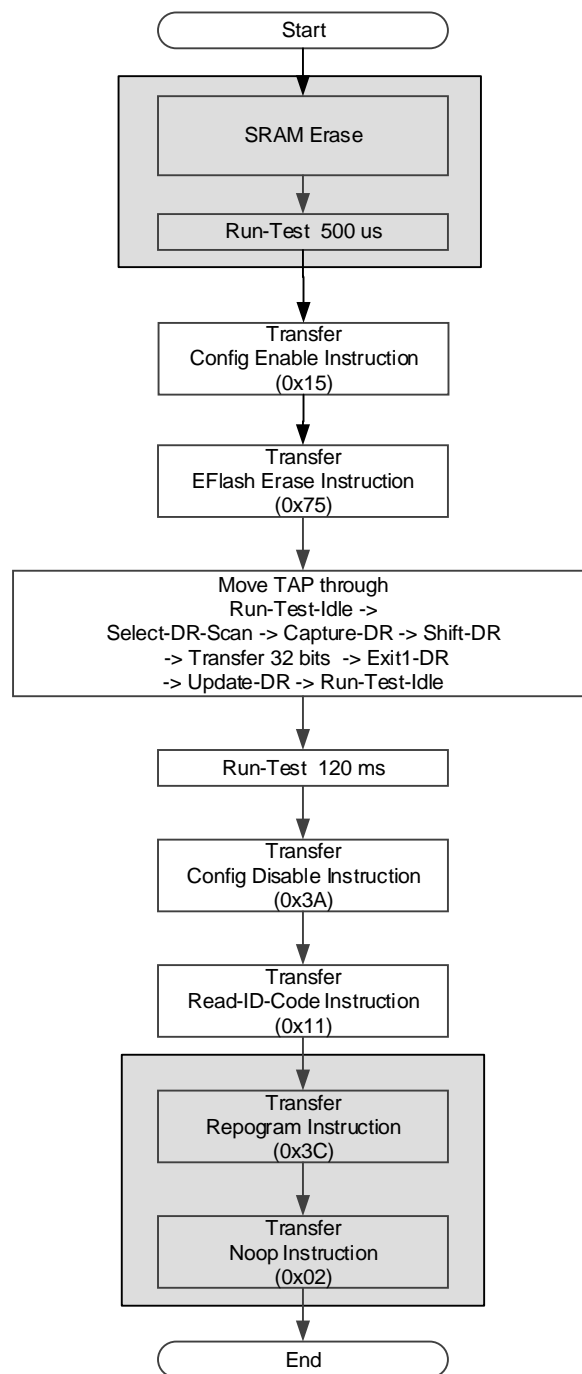 Start
SRAM Erase
Run-Test  500 us
Transfer
Config Enable Instruction
(0x15)
Transfer
EFlash Erase Instruction
(0x75)
Move TAP through
Run-Test-Idle ->
Select-DR-Scan -> Capture-DR -> Shift-DR
-> Transfer 32 bits  -> Exit1-DR
-> Update-DR -> Run-Test-Idle
Run-Test  120 ms
Transfer
Config Disable Instruction
(0x3A)
Transfer
Read-ID-Code Instruction
(0x11)
Transfer
Repogram Instruction
(0x3C)
Transfer
Noop Instruction
(0x02)
End